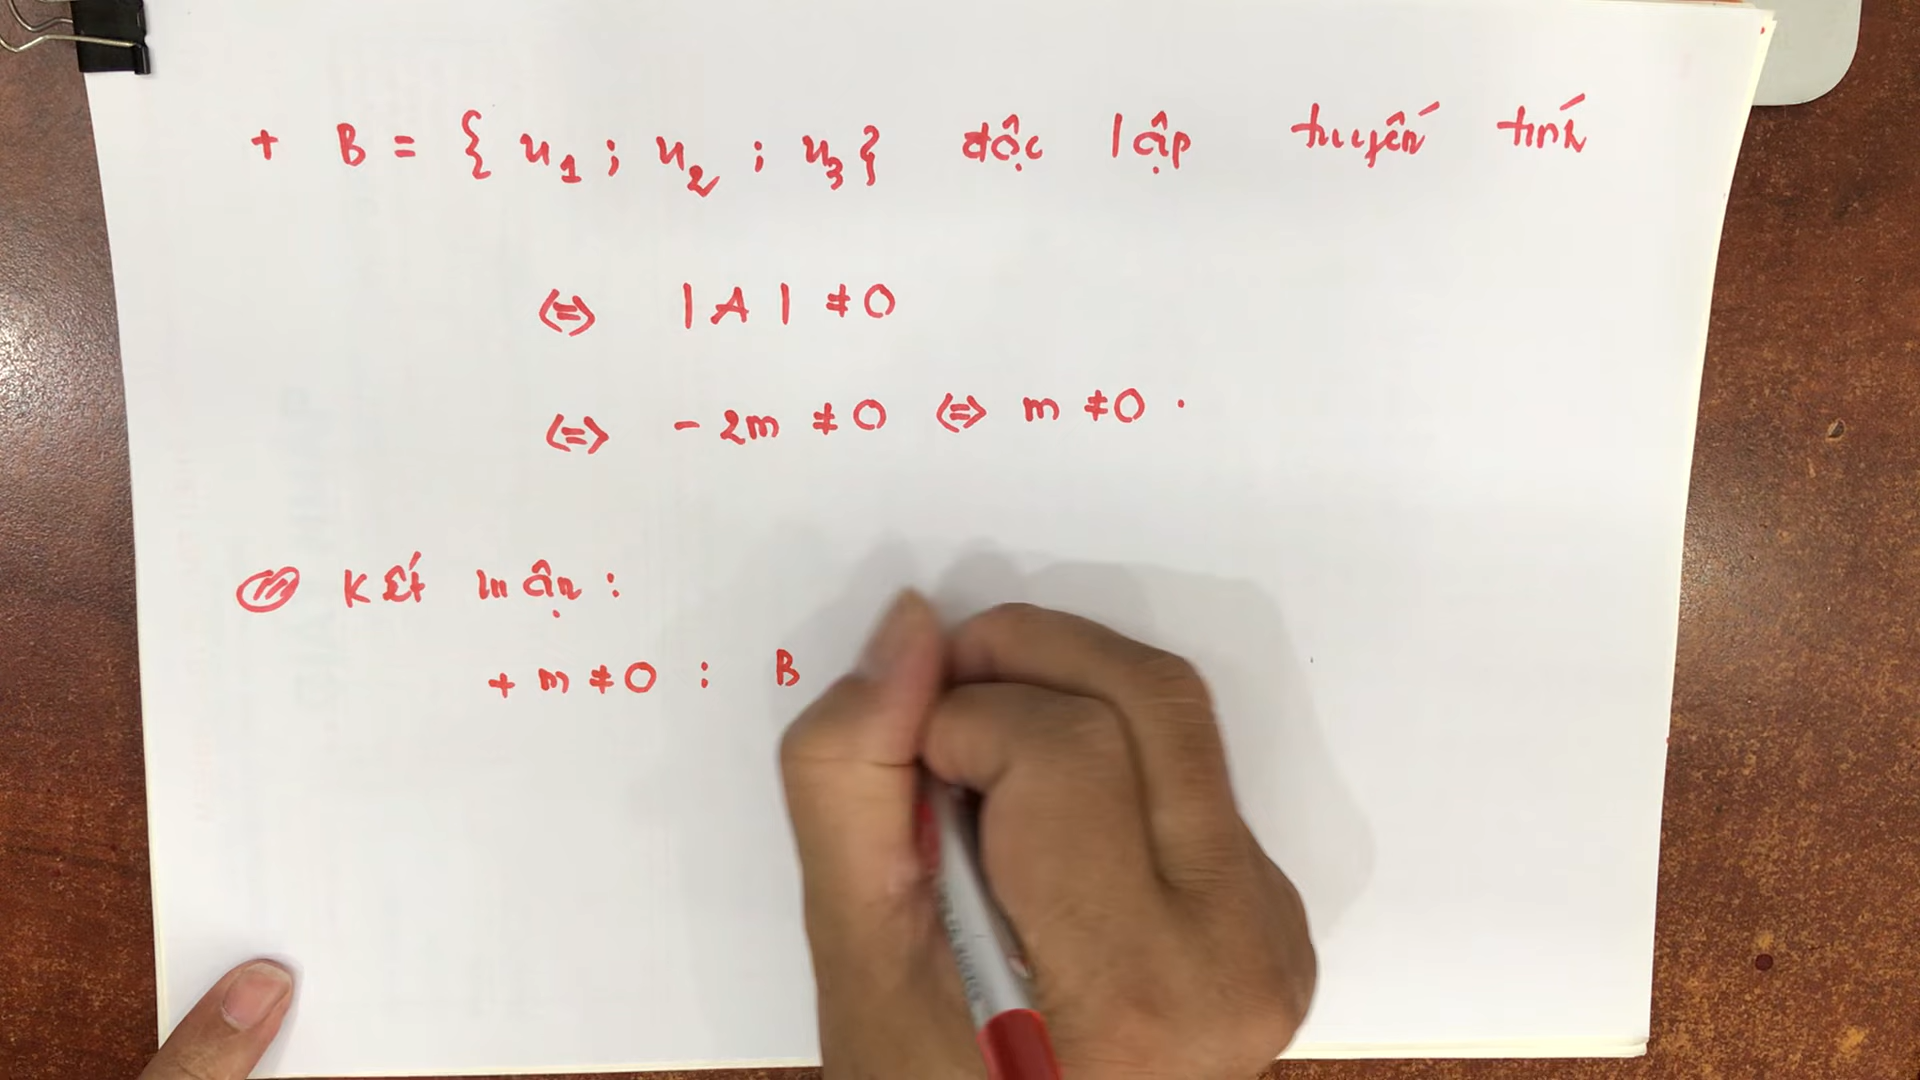 + B = { u1 ; u2 ; u3 } độc lập tuyến tính
<=> | A | ≠ 0
<=> - 2m ≠ 0 <=> m ≠ 0 .
Kết luận :
+ m ≠ 0 : B